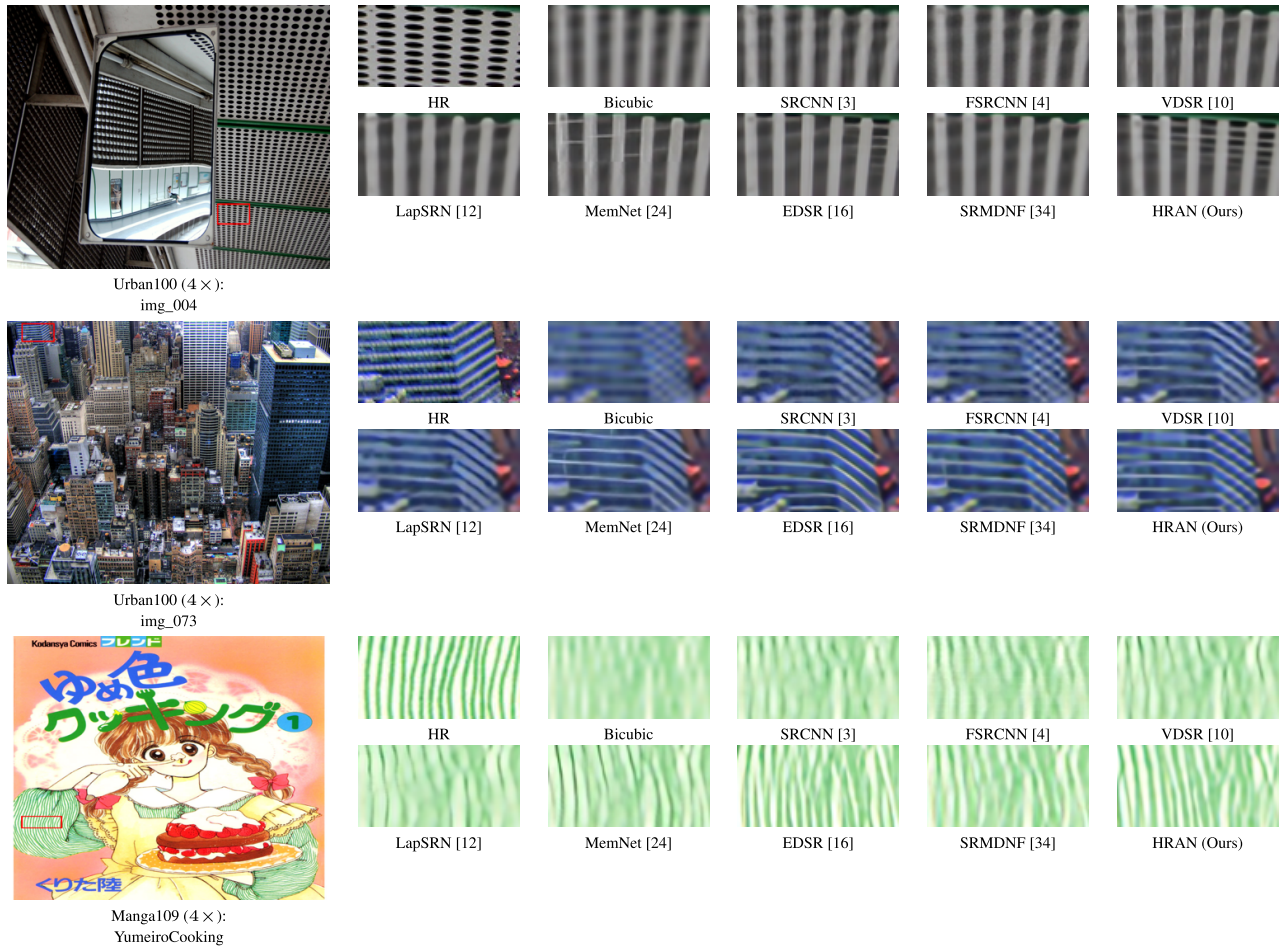 HR
Bicubic
SRCNN [3]
FSRCNN [4]
VDSR [10]
LapSRN [12]
MemNet [24]
EDSR [16]
SRMDNF [34]
HRAN (Ours)
Urban100 (4 ×):
img_004
HR
Bicubic
SRCNN [3]
FSRCNN [4]
VDSR [10]
LapSRN [12]
MemNet [24]
EDSR [16]
SRMDNF [34]
HRAN (Ours)
Urban100 (4 ×):
img_073
Kodansya Comics フレンド
ゆめ色
クッキング 1
くりた陸
HR
Bicubic
SRCNN [3]
FSRCNN [4]
VDSR [10]
LapSRN [12]
MemNet [24]
EDSR [16]
SRMDNF [34]
HRAN (Ours)
Manga109 (4 ×):
YumeiroCooking